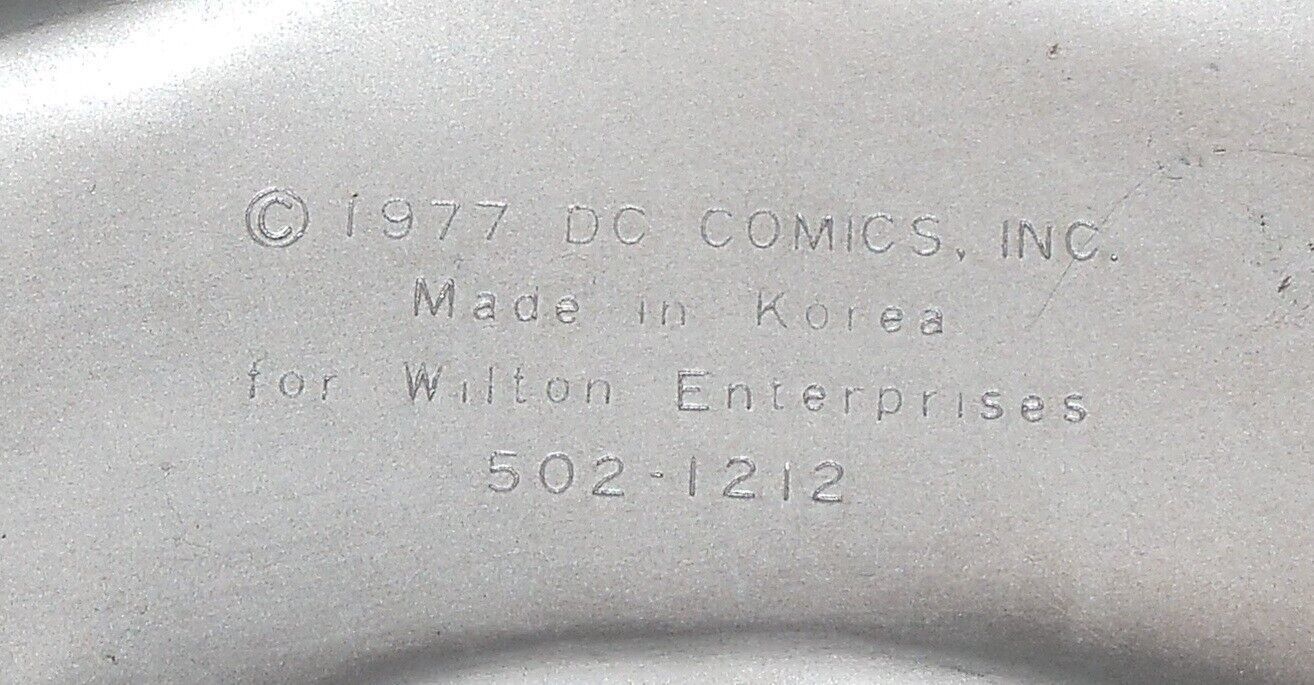 © 1977 DC COMICS, INC.
Made in Korea
for Wilton Enterprises
502-1212